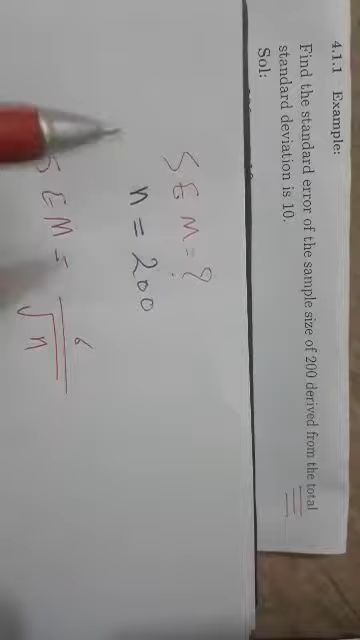 4.1.1 Example:
Find the standard error of the sample size of 200 derived from the total
standard deviation is 10.
Sol:
SEM = ?
n = 200
SEM = 6 / √n